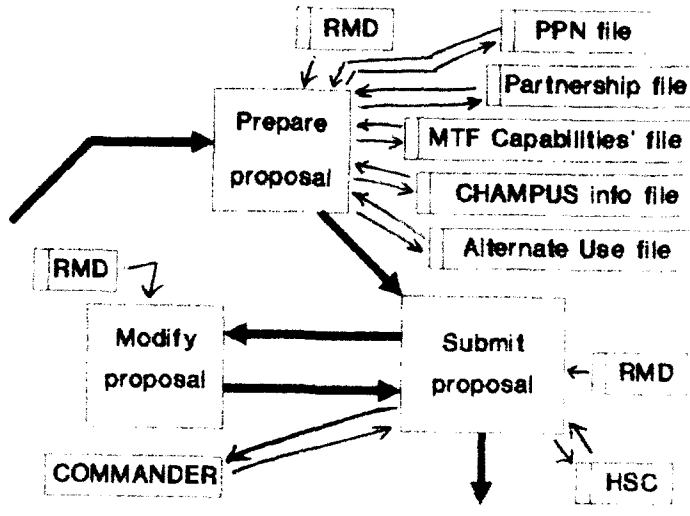 RMD
PPN file
Partnership file
Prepare
proposal
MTF Capabilities' file
CHAMPUS info file
Alternate Use file
RMD
Modify
proposal
Submit
proposal
RMD
COMMANDER
HSC